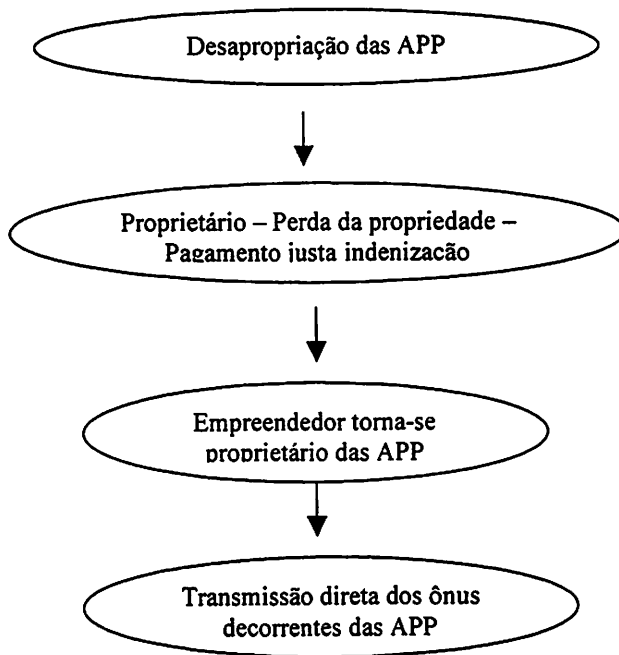 Desapropriação das APP
Proprietário – Perda da propriedade –
Pagamento justa indenização
Empreendedor torna-se
proprietário das APP
Transmissão direta dos ônus
decorrentes das APP